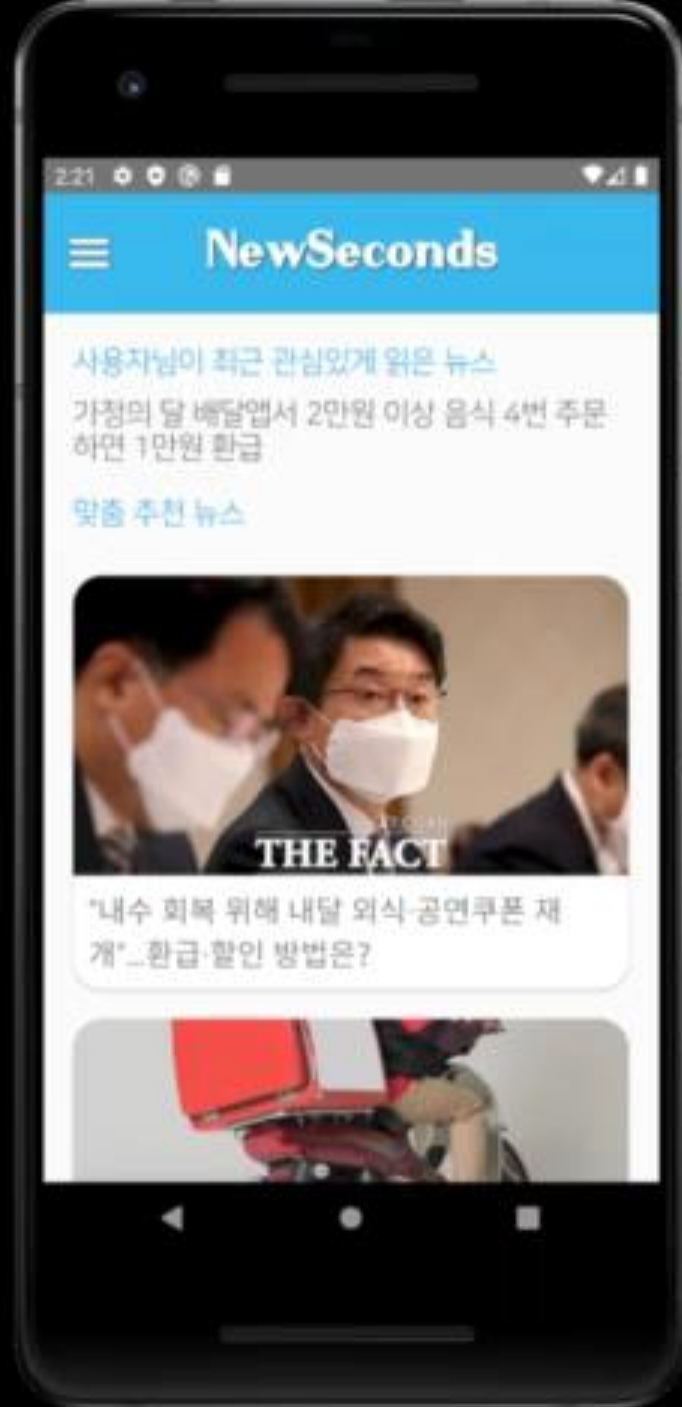 2:21
NewSeconds
사용자님이 최근 관심있게 읽은 뉴스
가정의 달 배달앱서 2만원 이상 음식 4번 주문
하면 1만원 환급
맞춤 추천 뉴스
THE FACT
"내수 회복 위해 내달 외식·공연쿠폰 재
개"...환급·할인 방법은?